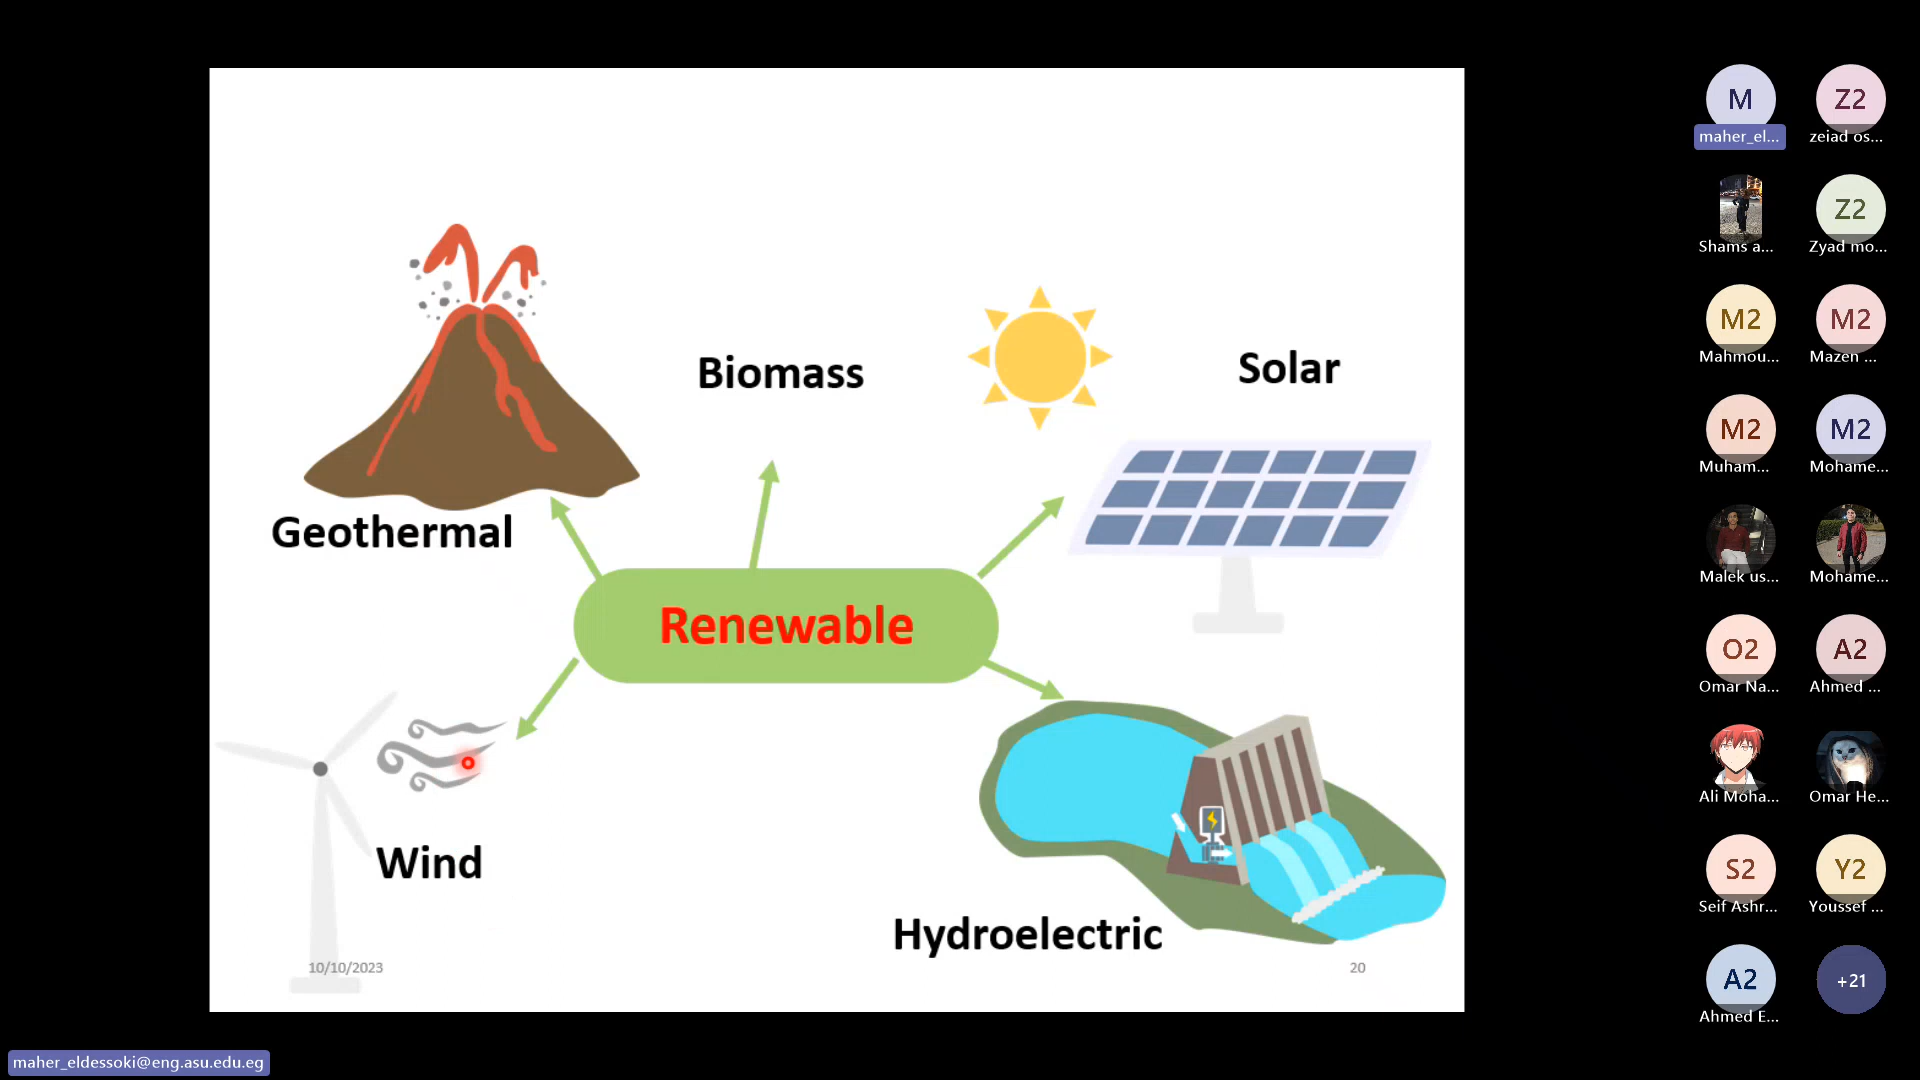 Biomass
Solar
Geothermal
Renewable
Wind
Hydroelectric
10/10/2023
20
M
maher_el...
Z2
zeiad os...
Shams a...
Z2
Zyad mo...
M2
Mahmou...
M2
Mazen ...
M2
Muham...
M2
Mohame...
Malek us...
Mohame...
O2
Omar Na...
A2
Ahmed ...
Ali Moha...
Omar He...
S2
Seif Ashr...
Y2
Youssef ...
A2
Ahmed E...
+21
maher_eldessoki@eng.asu.edu.eg